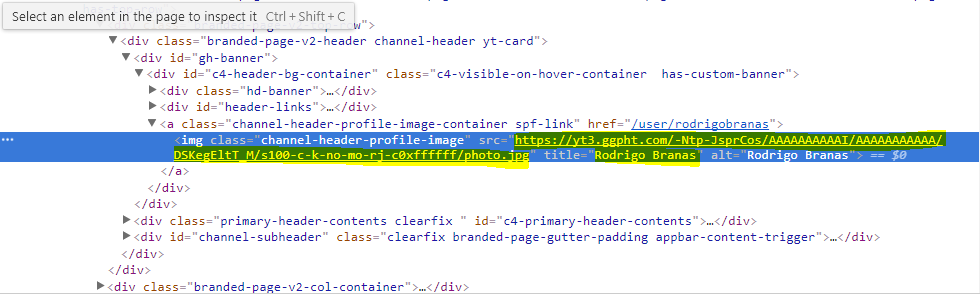 Select an element in the page to inspect it Ctrl + Shift + C
▼<div class="branded-page-v2-header channel-header yt-card">
▼<div id="gh-banner">
▼<div id="c4-header-bg-container" class="c4-visible-on-hover-container  has-custom-banner">
▶<div class="hd-banner">…</div>
▶<div id="header-links">…</div>
▼<a class="channel-header-profile-image-container spf-link" href="/user/rodrigobranas">
… <img class="channel-header-profile-image" src="https://yt3.ggpht.com/-Ntp-JsprCos/AAAAAAAAAAI/AAAAAAAAAAA/
DSKegEltT_M/s100-c-k-no-mo-rj-c0xffffff/photo.jpg" title="Rodrigo Branas" alt="Rodrigo Branas"> == $0
</a>
</div>
</div>
▶<div class="primary-header-contents clearfix " id="c4-primary-header-contents">…</div>
▶<div id="channel-subheader" class="clearfix branded-page-gutter-padding appbar-content-trigger">…</div>
</div>
</div>
▶<div class="branded-page-v2-col-container">…</div>